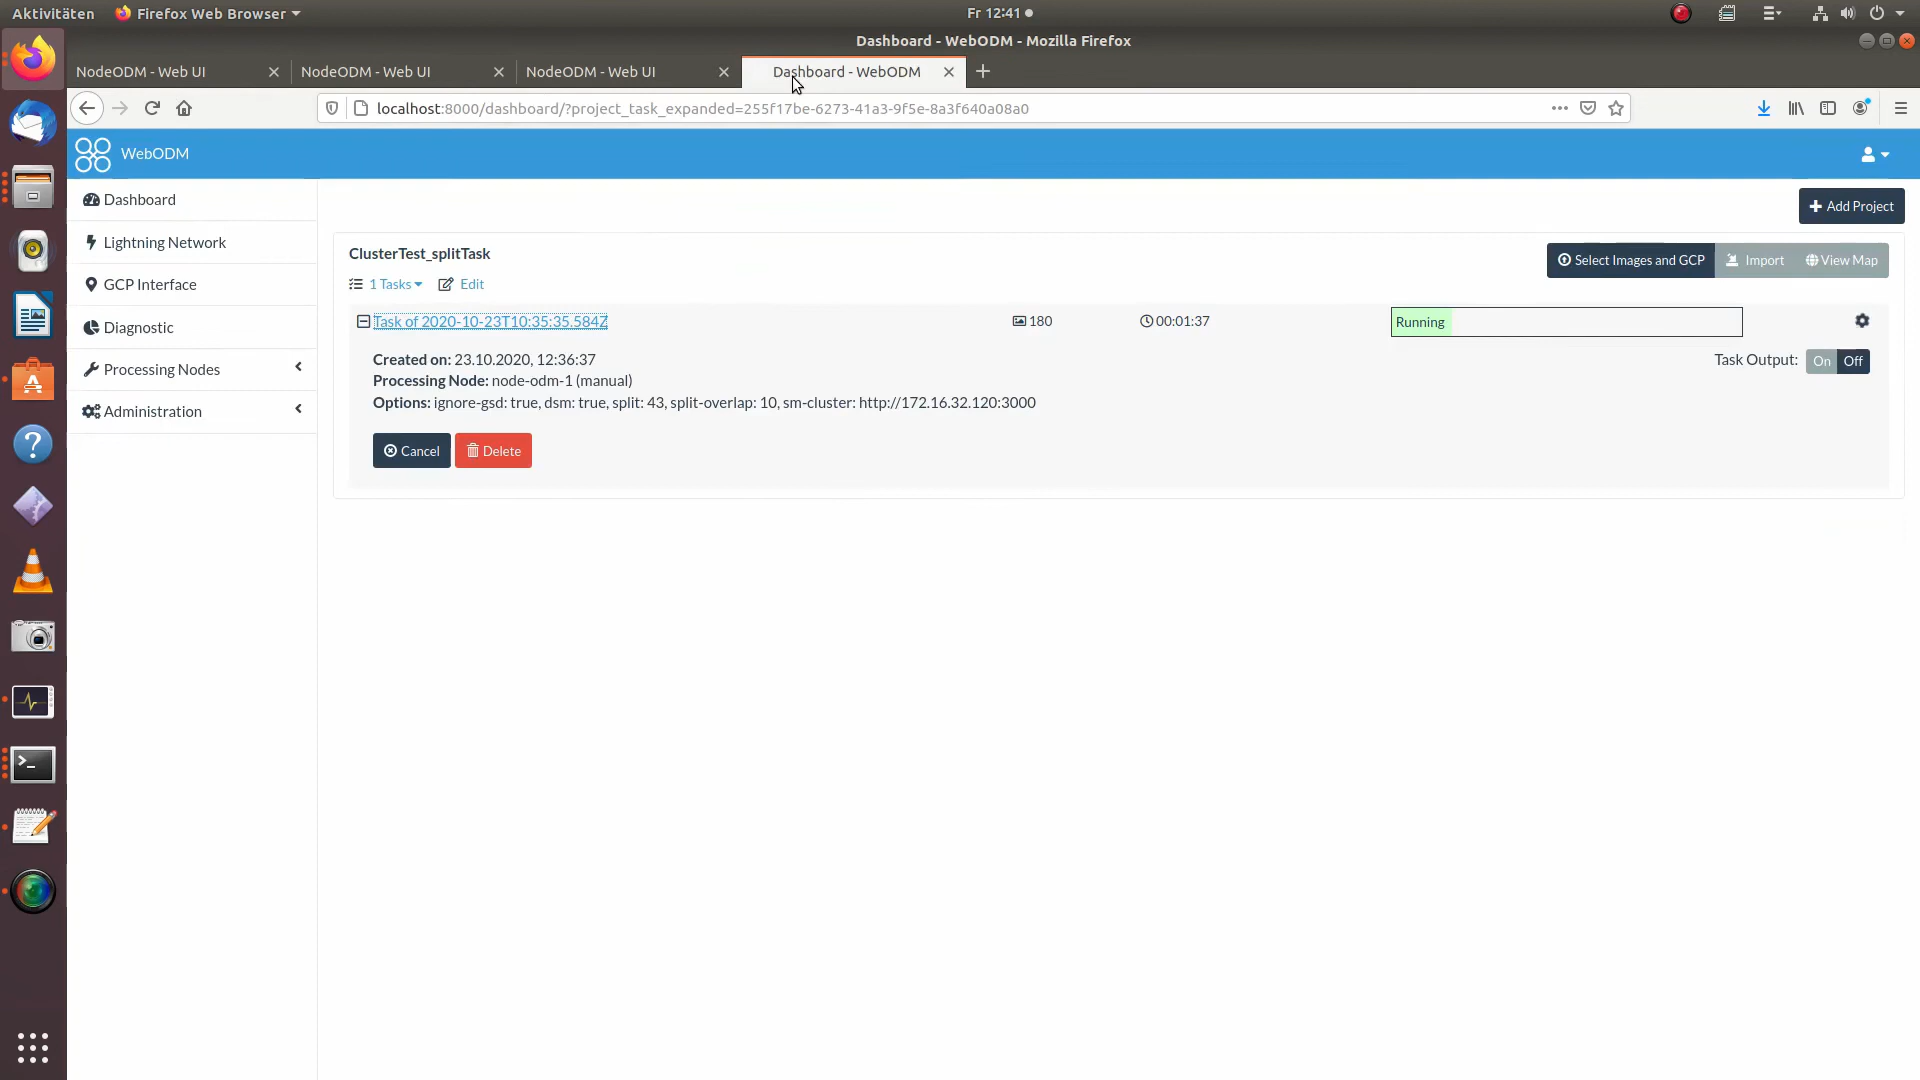 Aktivitäten Firefox Web Browser Fr 12:41
Dashboard - WebODM - Mozilla Firefox
NodeODM - Web UI NodeODM - Web UI NodeODM - Web UI Dashboard - WebODM
localhost:8000/dashboard/?project_task_expanded=255f17be-6273-41a3-9f5e-8a3f640a08a0
WebODM
Dashboard
Lightning Network
GCP Interface
Diagnostic
Processing Nodes
Administration
Add Project
ClusterTest_splitTask
Select Images and GCP Import View Map
1 Tasks Edit
Task of 2020-10-23T10:35:35.584Z 180 00:01:37 Running
Created on: 23.10.2020, 12:36:37
Task Output: On Off
Processing Node: node-odm-1 (manual)
Options: ignore-gsd: true, dsm: true, split: 43, split-overlap: 10, sm-cluster: http://172.16.32.120:3000
Cancel Delete